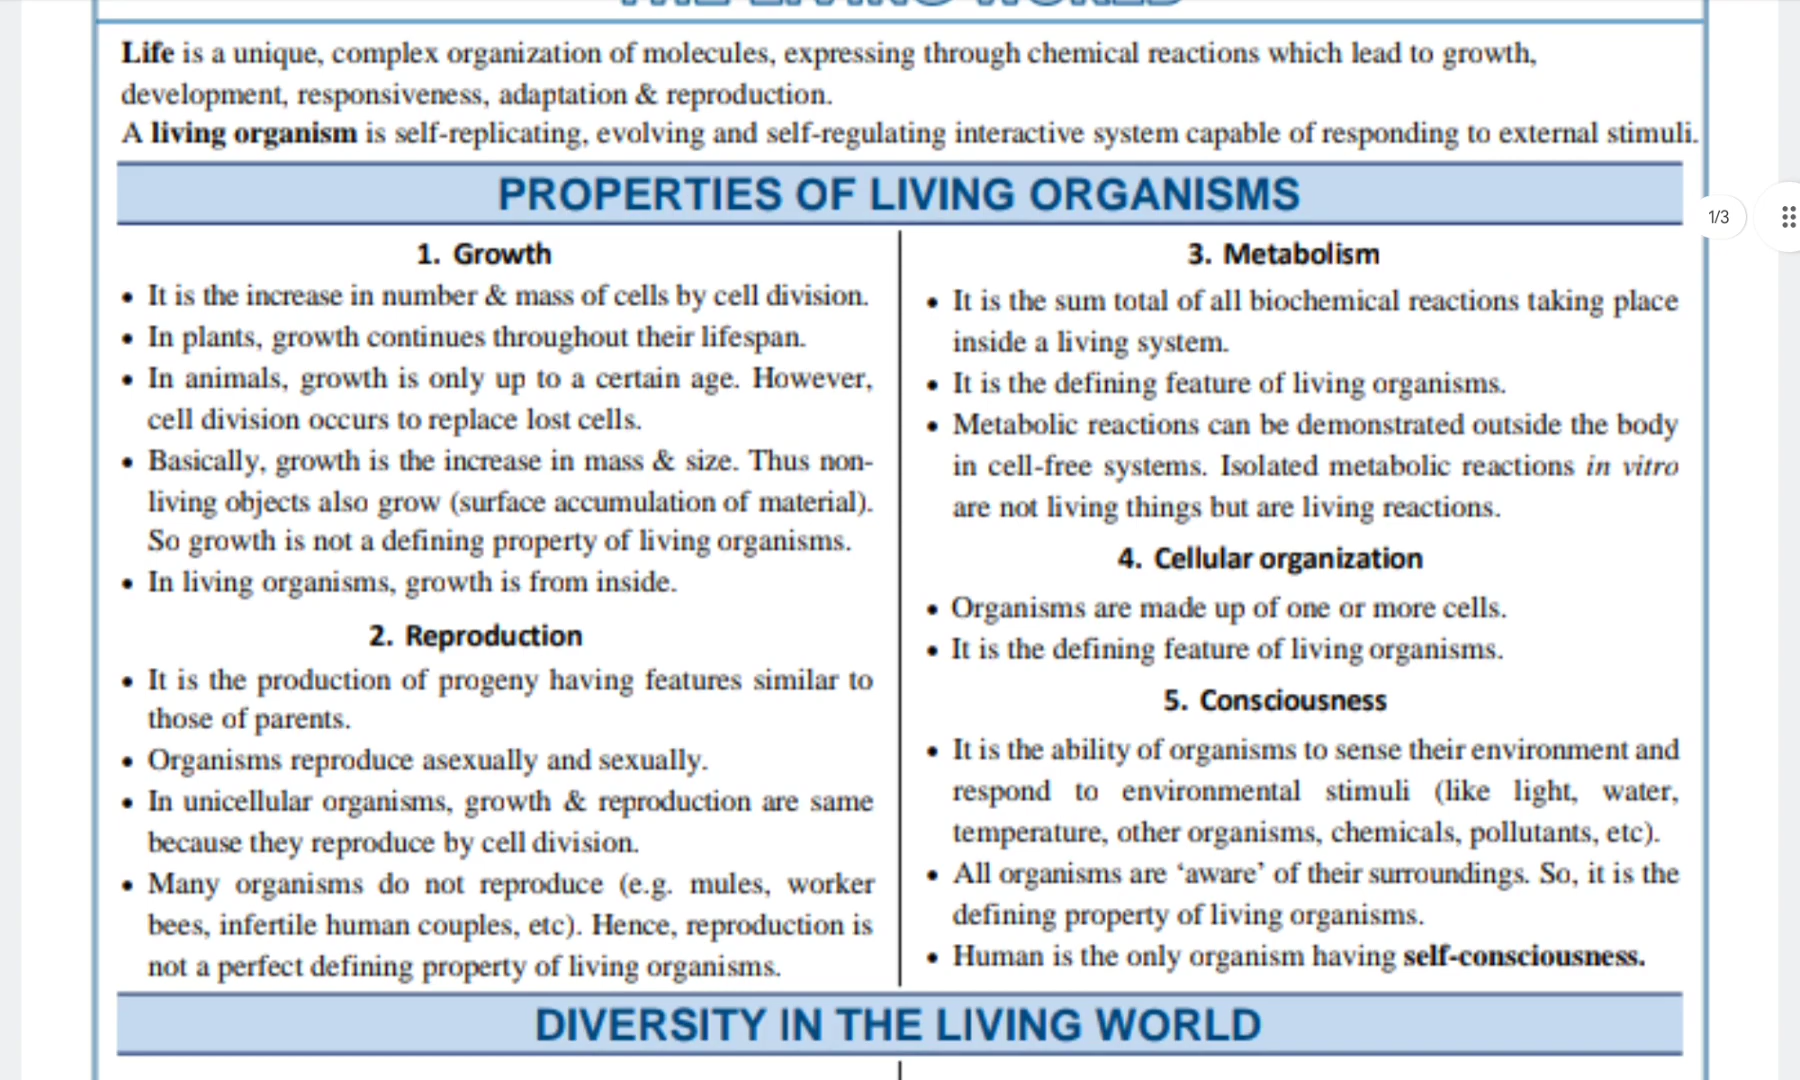 THE LIVING WORLD
Life is a unique, complex organization of molecules, expressing through chemical reactions which lead to growth,
development, responsiveness, adaptation & reproduction.
A living organism is self-replicating, evolving and self-regulating interactive system capable of responding to external stimuli.
PROPERTIES OF LIVING ORGANISMS
1/3
1. Growth
• It is the increase in number & mass of cells by cell division.
• In plants, growth continues throughout their lifespan.
• In animals, growth is only up to a certain age. However,
cell division occurs to replace lost cells.
• Basically, growth is the increase in mass & size. Thus non-
living objects also grow (surface accumulation of material).
So growth is not a defining property of living organisms.
• In living organisms, growth is from inside.
2. Reproduction
• It is the production of progeny having features similar to
those of parents.
• Organisms reproduce asexually and sexually.
• In unicellular organisms, growth & reproduction are same
because they reproduce by cell division.
• Many organisms do not reproduce (e.g. mules, worker
bees, infertile human couples, etc). Hence, reproduction is
not a perfect defining property of living organisms.
3. Metabolism
• It is the sum total of all biochemical reactions taking place
inside a living system.
• It is the defining feature of living organisms.
• Metabolic reactions can be demonstrated outside the body
in cell-free systems. Isolated metabolic reactions in vitro
are not living things but are living reactions.
4. Cellular organization
• Organisms are made up of one or more cells.
• It is the defining feature of living organisms.
5. Consciousness
• It is the ability of organisms to sense their environment and
respond to environmental stimuli (like light, water,
temperature, other organisms, chemicals, pollutants, etc).
• All organisms are ‘aware’ of their surroundings. So, it is the
defining property of living organisms.
• Human is the only organism having self-consciousness.
DIVERSITY IN THE LIVING WORLD